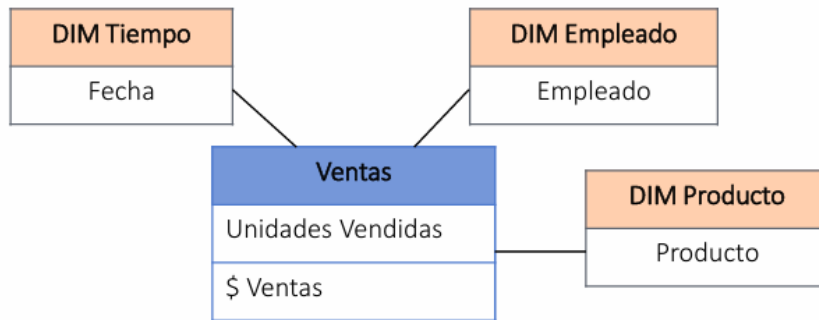 DIM Tiempo
Fecha
DIM Empleado
Empleado
Ventas
Unidades Vendidas
$ Ventas
DIM Producto
Producto